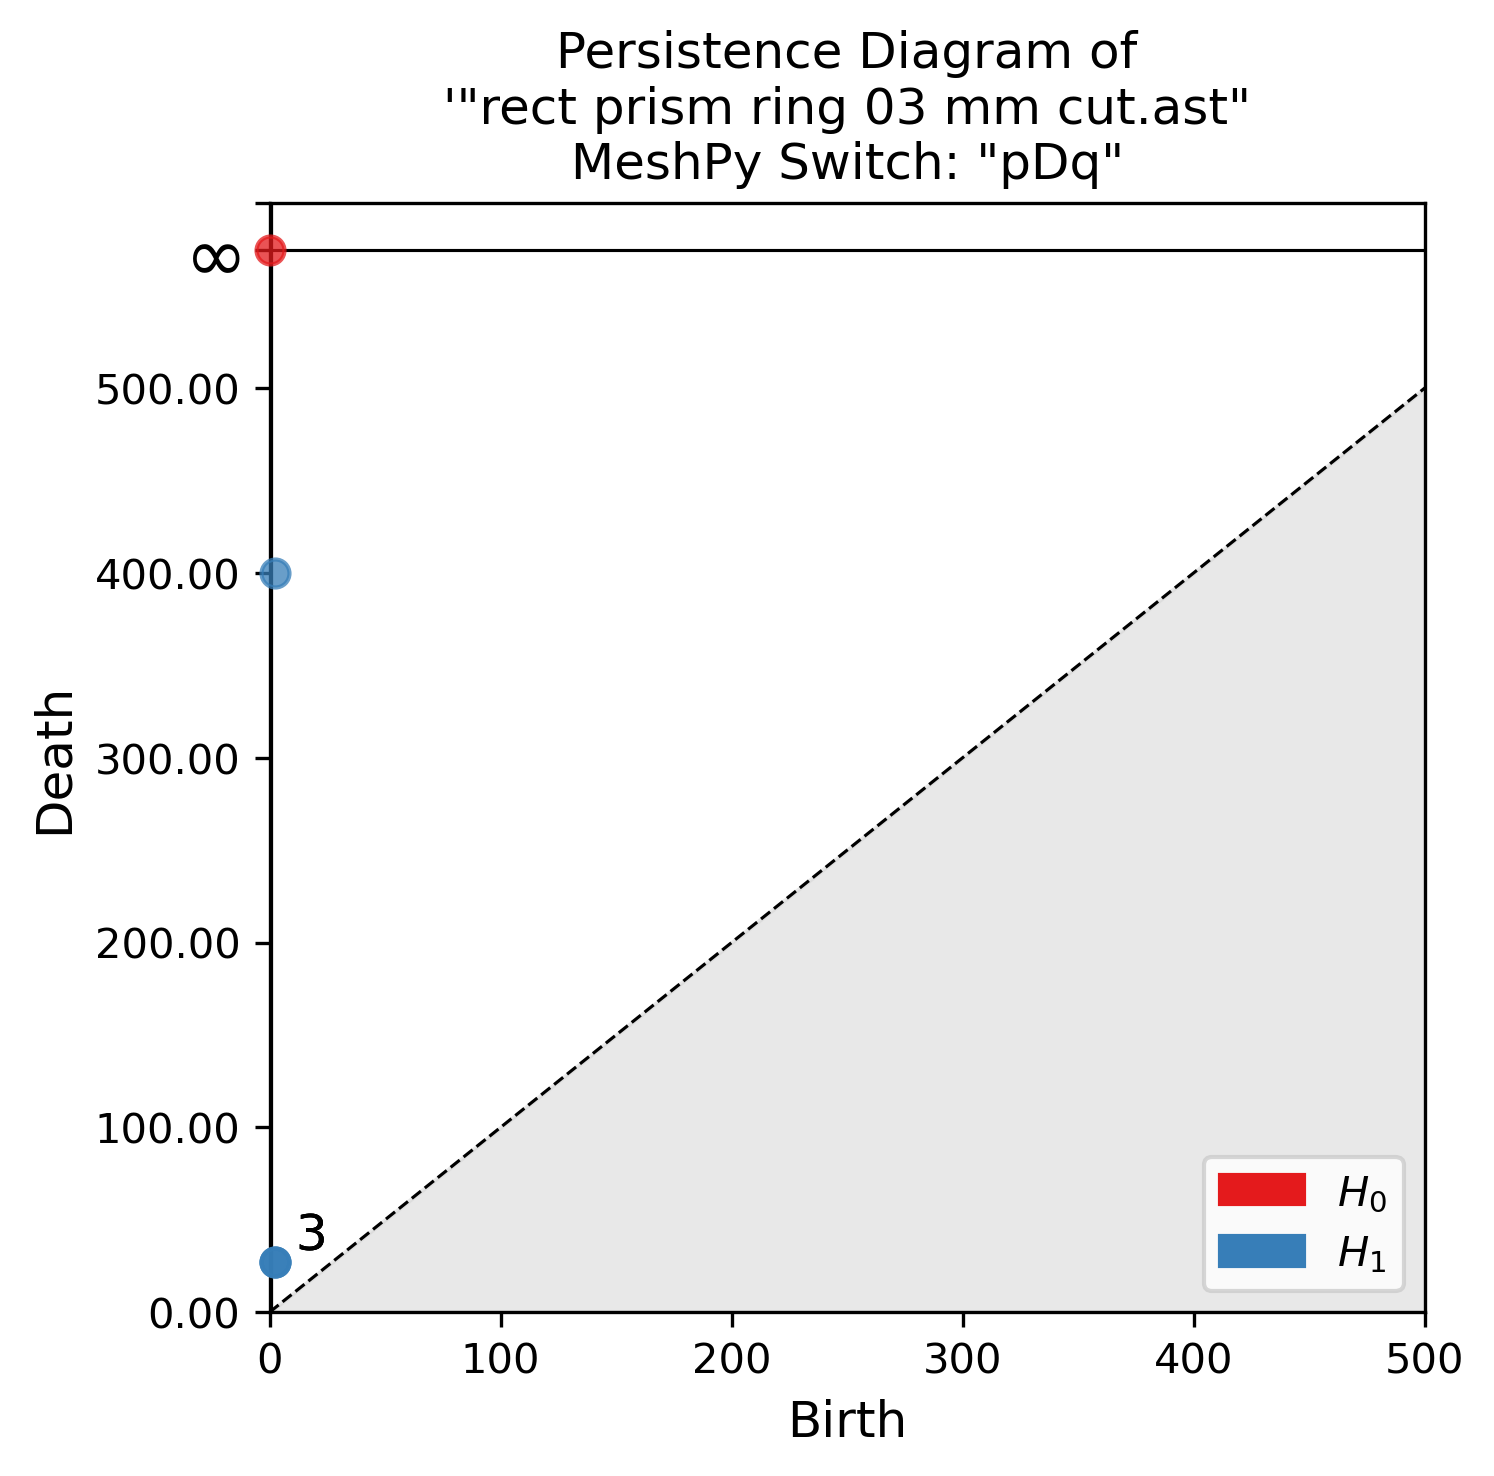 Persistence Diagram of
'"rect prism ring 03 mm cut.ast"
MeshPy Switch: "pDq"
∞
500.00
400.00
300.00
200.00
100.00
0.00
Death
3
H₀
H₁
0 100 200 300 400 500
Birth